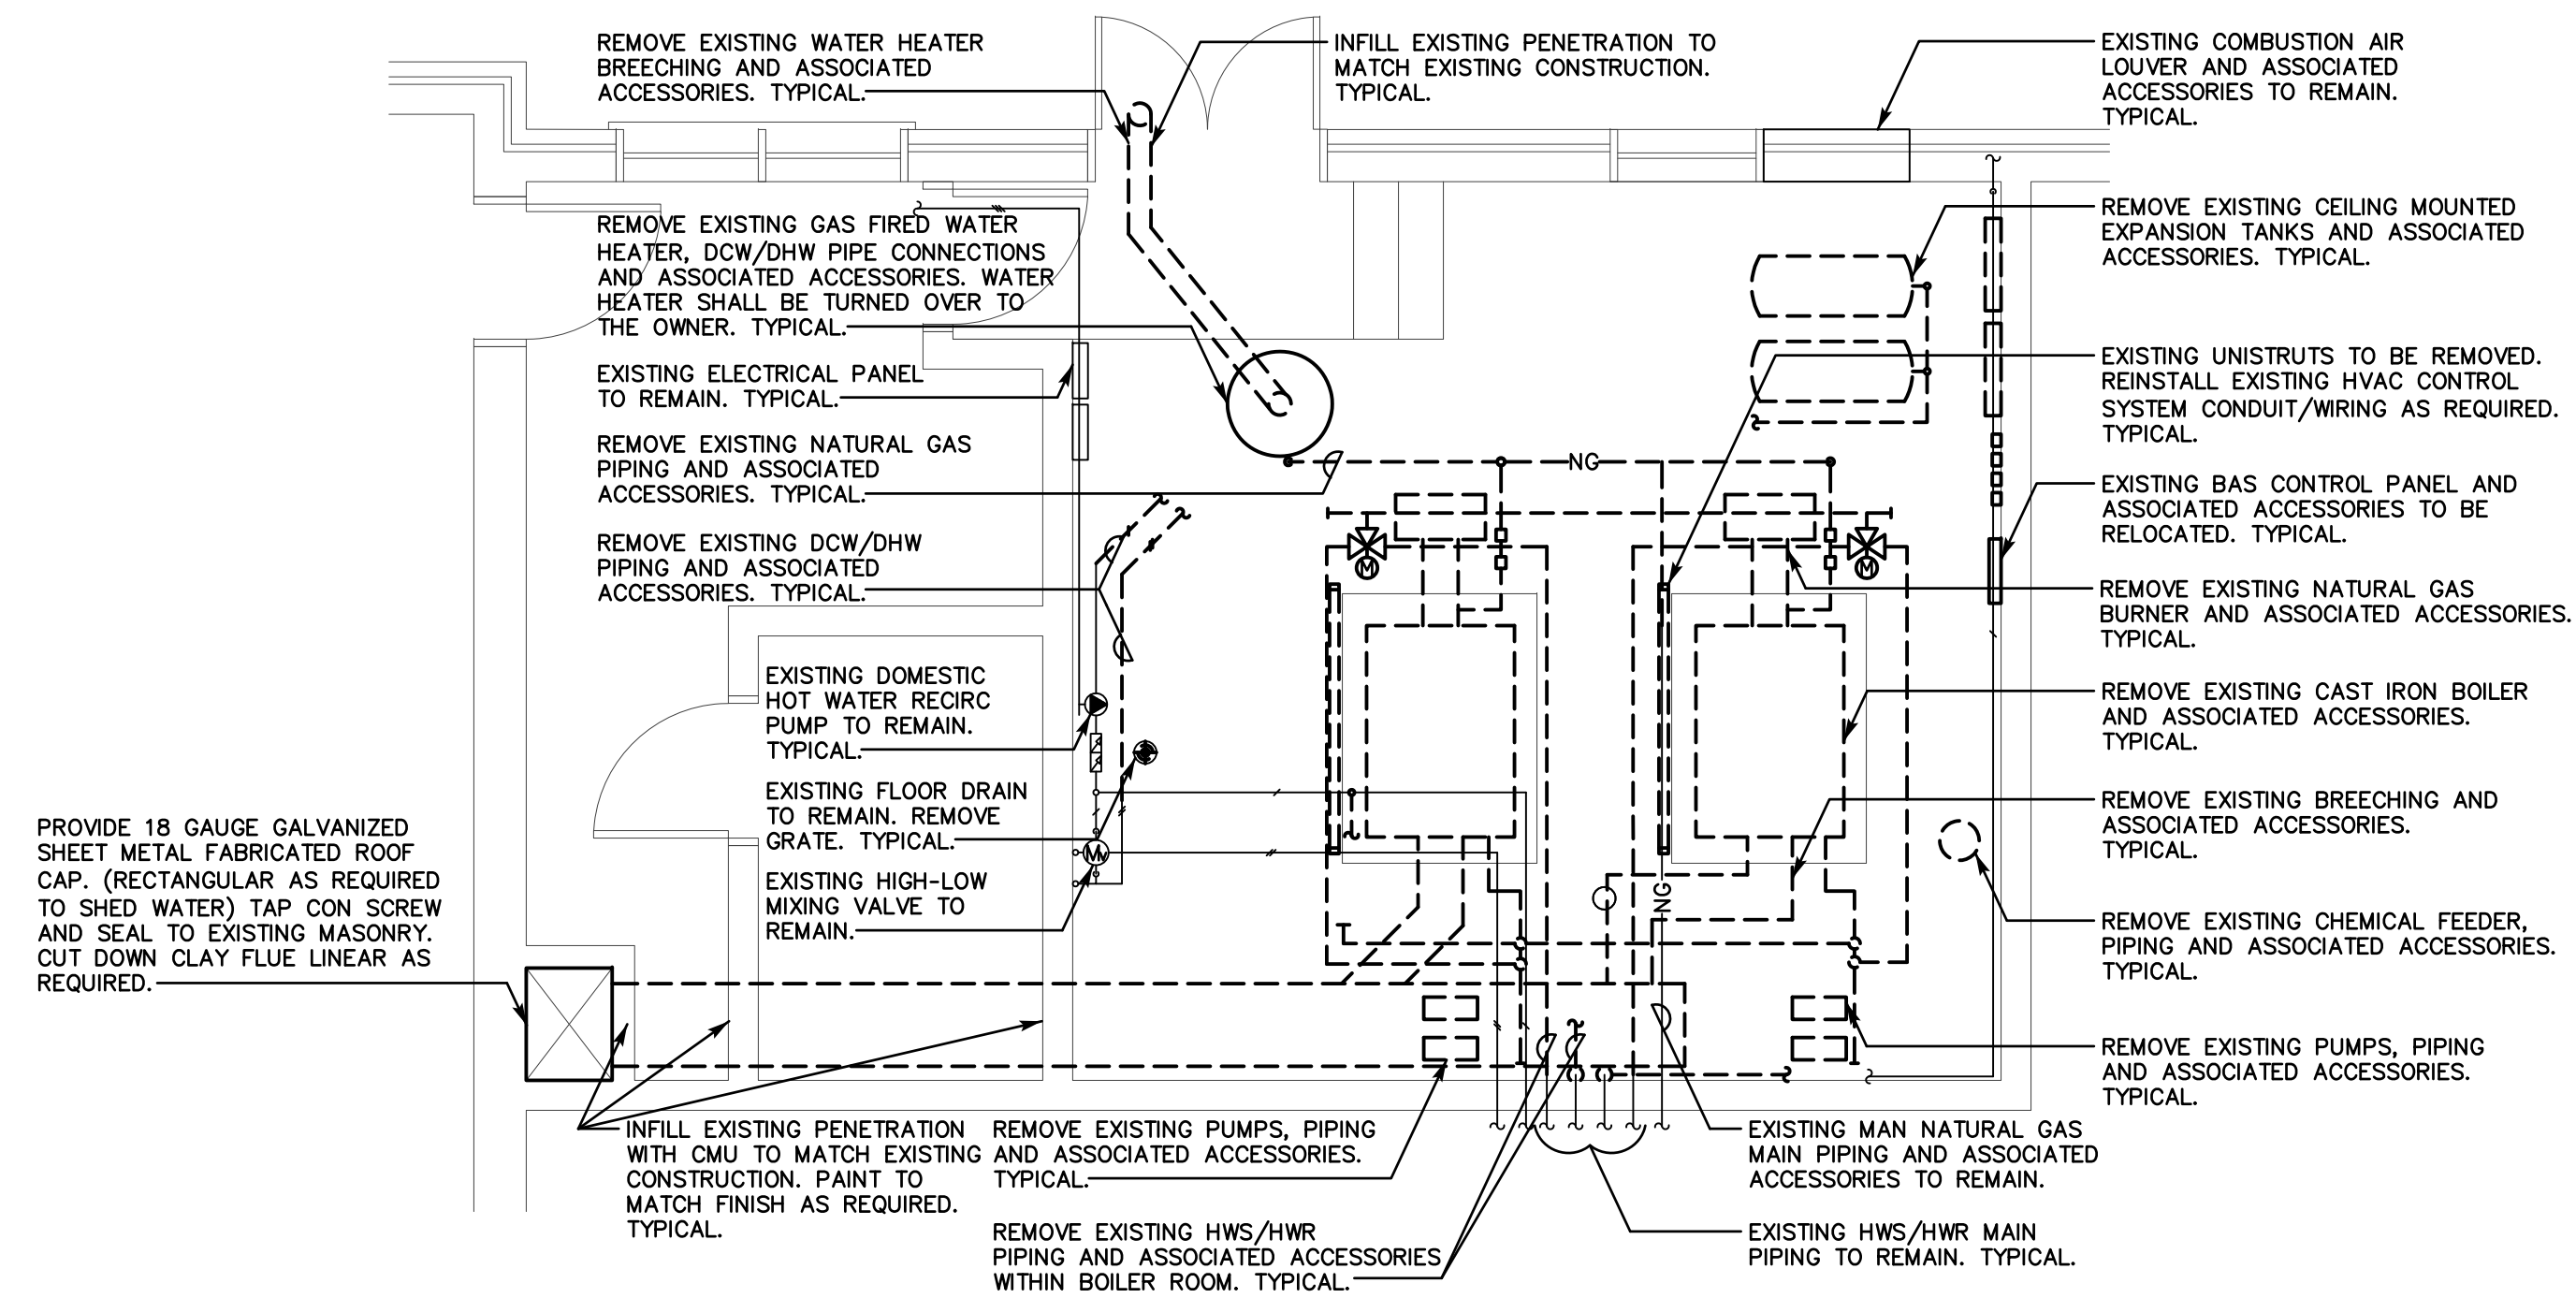 REMOVE EXISTING WATER HEATER
BREECHING AND ASSOCIATED
ACCESSORIES. TYPICAL.
INFILL EXISTING PENETRATION TO
MATCH EXISTING CONSTRUCTION.
TYPICAL.
EXISTING COMBUSTION AIR
LOUVER AND ASSOCIATED
ACCESSORIES TO REMAIN.
TYPICAL.
REMOVE EXISTING GAS FIRED WATER
HEATER, DCW/DHW PIPE CONNECTIONS
AND ASSOCIATED ACCESSORIES. WATER
HEATER SHALL BE TURNED OVER TO
THE OWNER. TYPICAL.
EXISTING ELECTRICAL PANEL
TO REMAIN. TYPICAL.
REMOVE EXISTING NATURAL GAS
PIPING AND ASSOCIATED
ACCESSORIES. TYPICAL.
REMOVE EXISTING DCW/DHW
PIPING AND ASSOCIATED
ACCESSORIES. TYPICAL.
EXISTING DOMESTIC
HOT WATER RECIRC
PUMP TO REMAIN.
TYPICAL.
EXISTING FLOOR DRAIN
TO REMAIN. REMOVE
GRATE. TYPICAL.
EXISTING HIGH-LOW
MIXING VALVE TO
REMAIN.
PROVIDE 18 GAUGE GALVANIZED
SHEET METAL FABRICATED ROOF
CAP. (RECTANGULAR AS REQUIRED
TO SHED WATER) TAP CON SCREW
AND SEAL TO EXISTING MASONRY.
CUT DOWN CLAY FLUE LINEAR AS
REQUIRED.
NG
M
M
MV
NG
REMOVE EXISTING CEILING MOUNTED
EXPANSION TANKS AND ASSOCIATED
ACCESSORIES. TYPICAL.
EXISTING UNISTRUTS TO BE REMOVED.
REINSTALL EXISTING HVAC CONTROL
SYSTEM CONDUIT/WIRING AS REQUIRED.
TYPICAL.
EXISTING BAS CONTROL PANEL AND
ASSOCIATED ACCESSORIES TO BE
RELOCATED. TYPICAL.
REMOVE EXISTING NATURAL GAS
BURNER AND ASSOCIATED ACCESSORIES.
TYPICAL.
REMOVE EXISTING CAST IRON BOILER
AND ASSOCIATED ACCESSORIES.
TYPICAL.
REMOVE EXISTING BREECHING AND
ASSOCIATED ACCESSORIES.
TYPICAL.
REMOVE EXISTING CHEMICAL FEEDER,
PIPING AND ASSOCIATED ACCESSORIES.
TYPICAL.
REMOVE EXISTING PUMPS, PIPING
AND ASSOCIATED ACCESSORIES.
TYPICAL.
INFILL EXISTING PENETRATION
WITH CMU TO MATCH EXISTING
CONSTRUCTION. PAINT TO
MATCH FINISH AS REQUIRED.
TYPICAL.
REMOVE EXISTING PUMPS, PIPING
AND ASSOCIATED ACCESSORIES.
TYPICAL.
REMOVE EXISTING HWS/HWR
PIPING AND ASSOCIATED ACCESSORIES
WITHIN BOILER ROOM. TYPICAL.
EXISTING MAN NATURAL GAS
MAIN PIPING AND ASSOCIATED
ACCESSORIES TO REMAIN.
EXISTING HWS/HWR MAIN
PIPING TO REMAIN. TYPICAL.